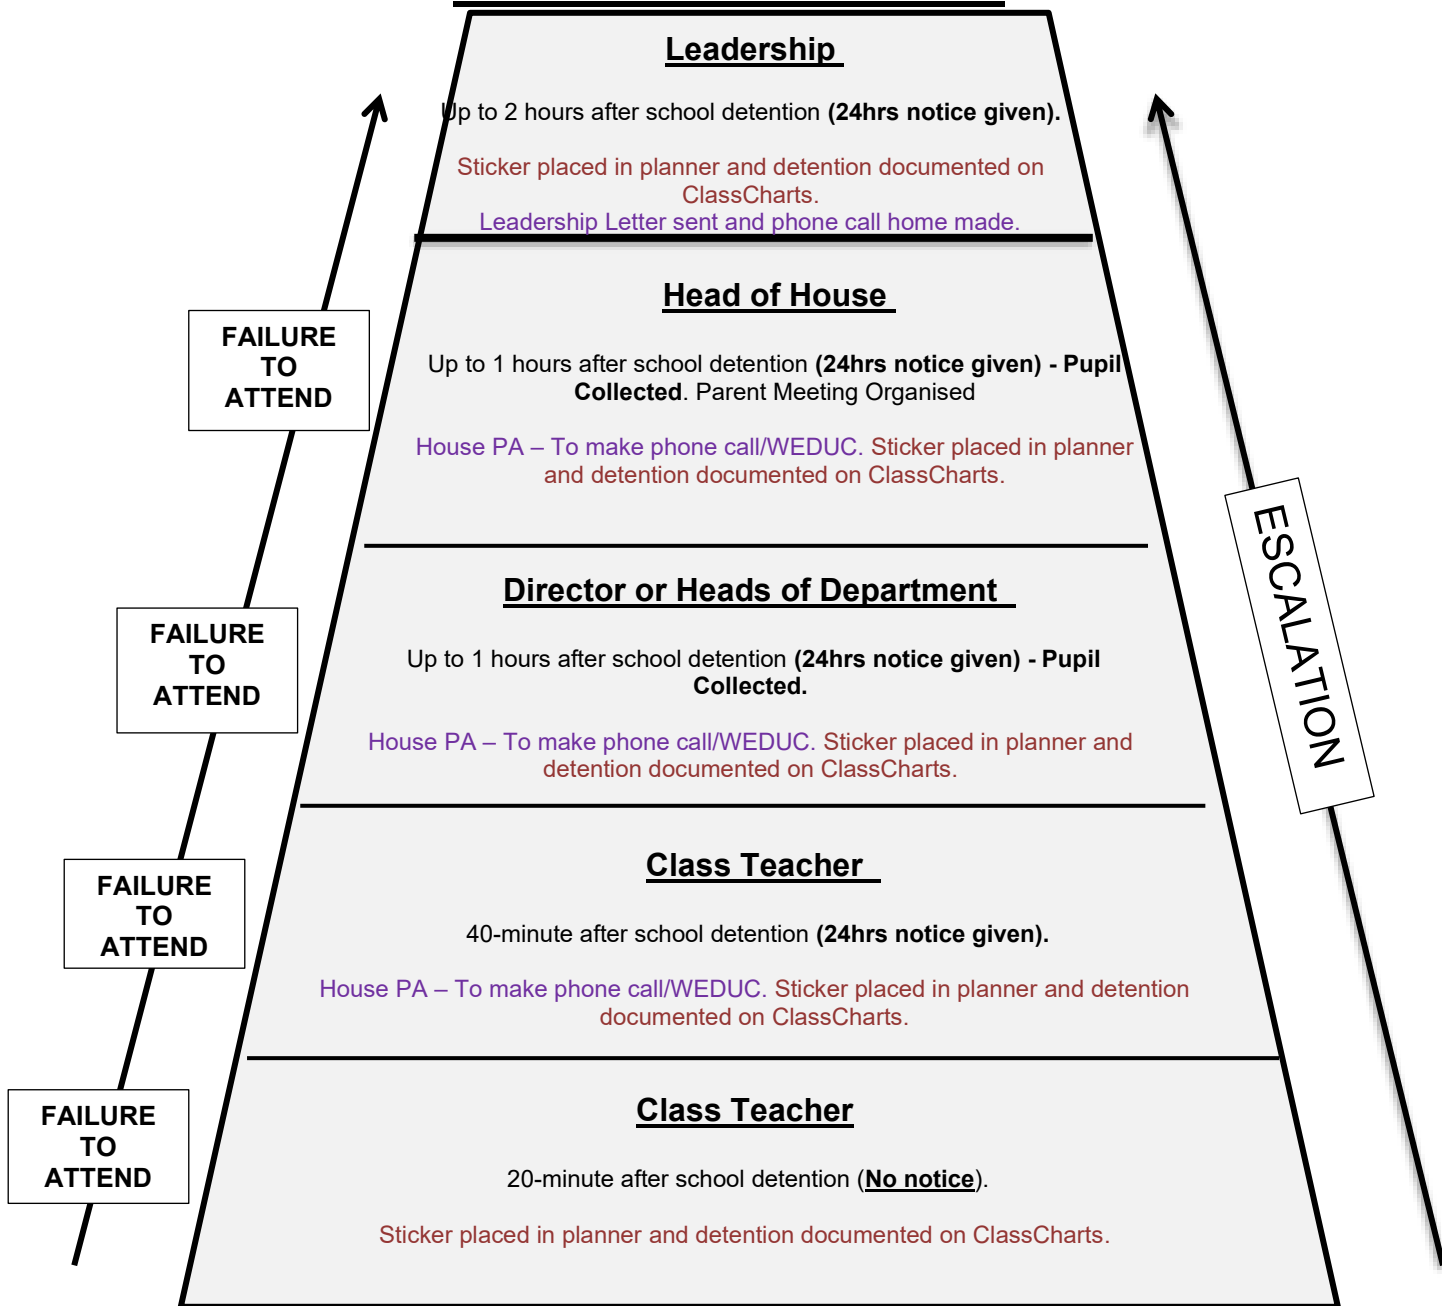 Leadership
Up to 2 hours after school detention (24hrs notice given).
Sticker placed in planner and detention documented on
ClassCharts.
Leadership Letter sent and phone call home made.
Head of House
Up to 1 hours after school detention (24hrs notice given) - Pupil
Collected. Parent Meeting Organised
House PA – To make phone call/WEDUC. Sticker placed in planner
and detention documented on ClassCharts.
FAILURE
TO
ATTEND
Director or Heads of Department
Up to 1 hours after school detention (24hrs notice given) - Pupil
Collected.
House PA – To make phone call/WEDUC. Sticker placed in planner and
detention documented on ClassCharts.
FAILURE
TO
ATTEND
ESCALATION
Class Teacher
40-minute after school detention (24hrs notice given).
House PA – To make phone call/WEDUC. Sticker placed in planner and detention
documented on ClassCharts.
FAILURE
TO
ATTEND
Class Teacher
20-minute after school detention (No notice).
Sticker placed in planner and detention documented on ClassCharts.
FAILURE
TO
ATTEND